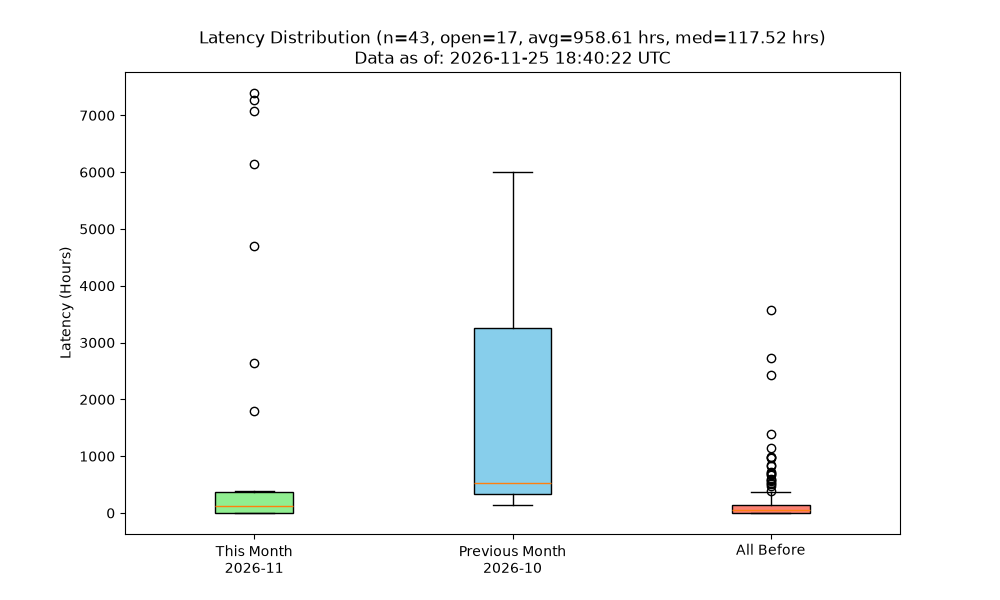 Latency Distribution (n=43, open=17, avg=958.61 hrs, med=117.52 hrs)
Data as of: 2026-11-25 18:40:22 UTC
Latency (Hours)
7000
6000
5000
4000
3000
2000
1000
0
This Month
2026-11
Previous Month
2026-10
All Before